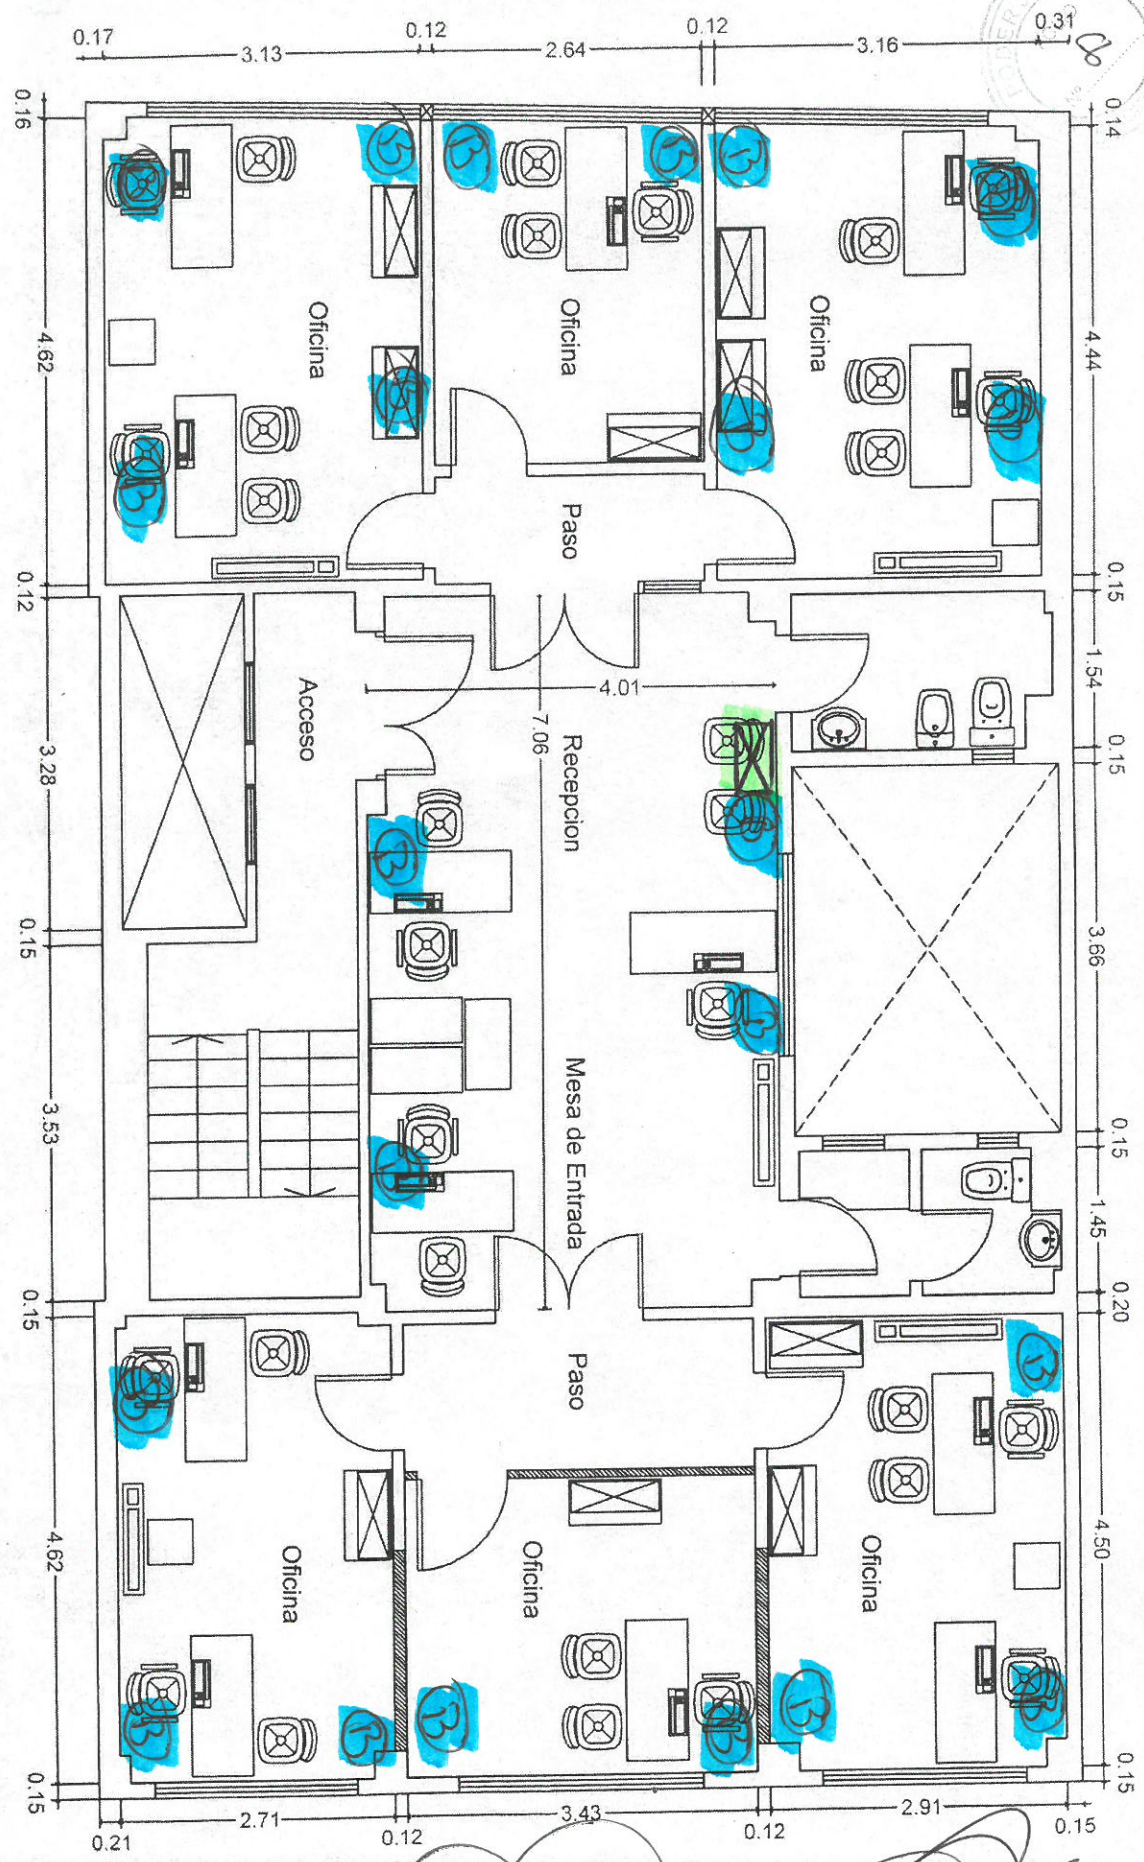 0.17
3.13
0.12
2.64
0.12
3.16
0.31
0.16
0.14
B
B
B
B
4.62
Oficina
Oficina
Oficina
4.44
B
Paso
0.12
0.15
Acceso
4.01
1.54
7.06
Recepcion
0.15
3.28
B
3.66
0.15
B
Mesa de Entrada
3.53
0.15
1.45
0.15
0.20
Paso
B
4.62
Oficina
Oficina
Oficina
4.50
B
B
B
B
B
B
0.15
0.15
0.21
2.71
0.12
3.43
0.12
2.91
0.15